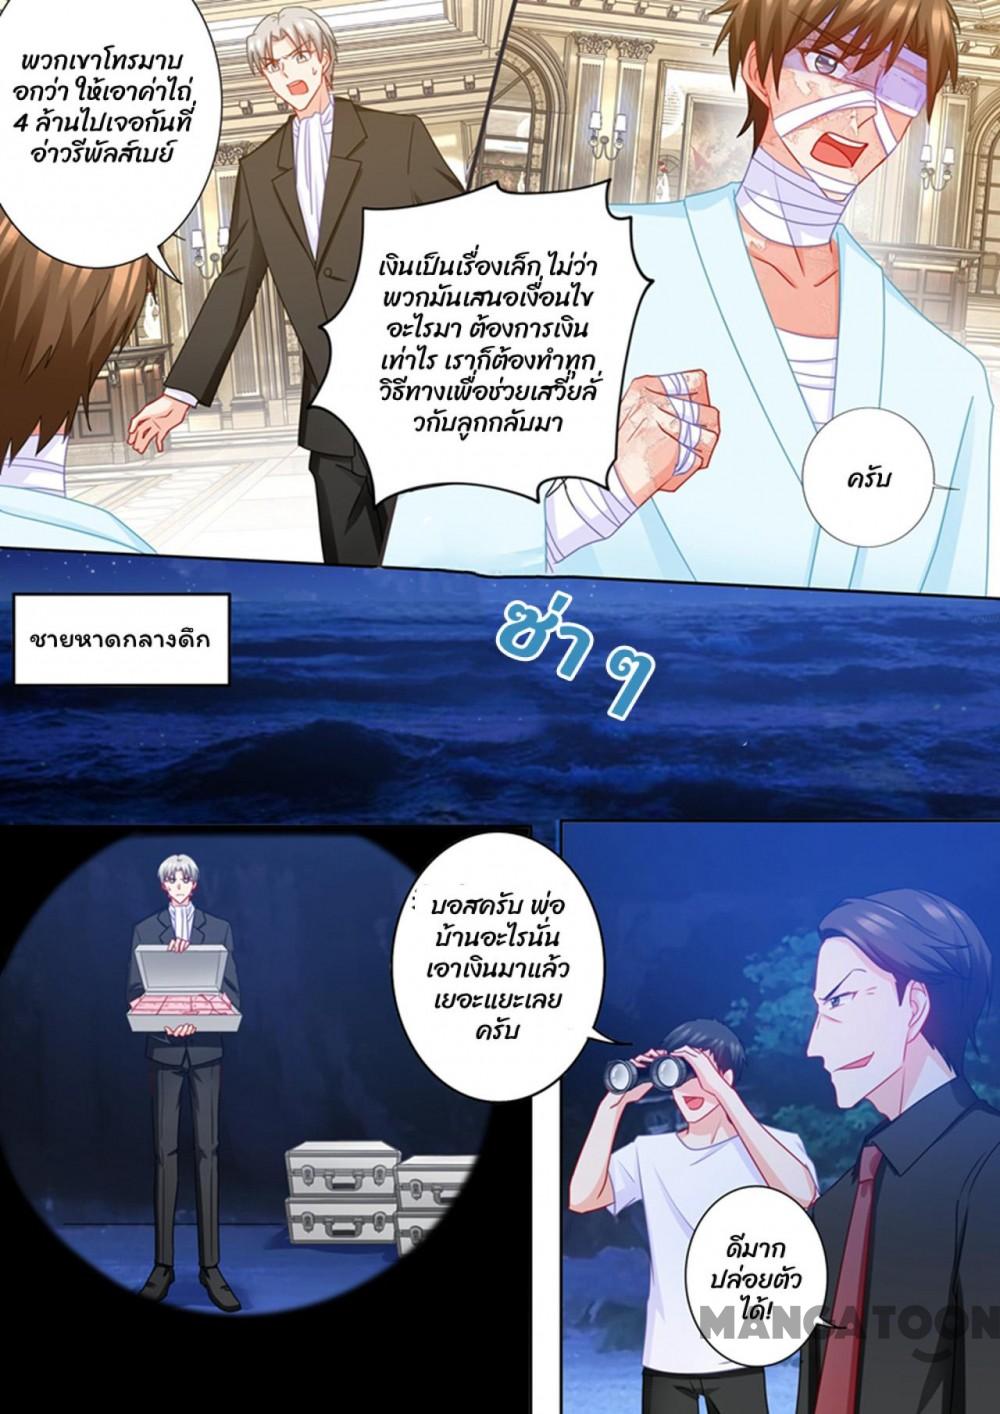 พวกเขาโทรมาบ
อกว่า ให้เอาค่าไถ่
4 ล้านไปเจอกันที่
อ่าวรีพัลส์เบย์
เงินเป็นเรื่องเล็ก ไม่ว่า
พวกมันเสนอเงื่อนไข
อะไรมา ต้องการเงิน
เท่าไร เราก็ต้องทำทุก
วิธีทางเพื่อช่วยเสวี่ยลั่
วกับลูกกลับมา
ครับ
ชายหาดกลางดึก
ซ่า ๆ
บอสครับ พ่อ
บ้านอะไรนั่น
เอาเงินมาแล้ว
เยอะแยะเลย
ครับ
ดีมาก
ปล่อยตัว
ได้!
MANGATOON